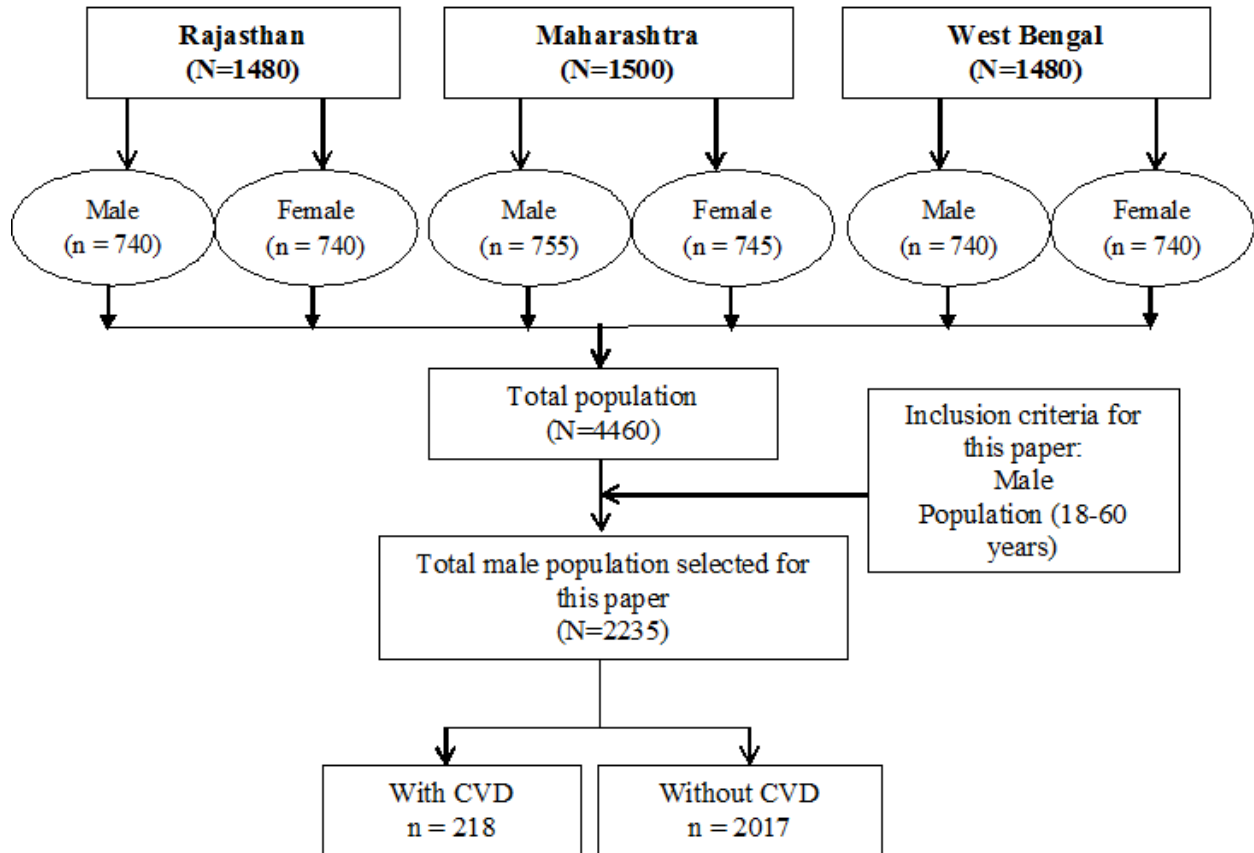 Rajasthan
(N=1480)
Maharashtra
(N=1500)
West Bengal
(N=1480)
Male
(n = 740)
Female
(n = 740)
Male
(n = 755)
Female
(n = 745)
Male
(n = 740)
Female
(n = 740)
Total population
(N=4460)
Inclusion criteria for
this paper:
Male
Population (18-60
years)
Total male population selected for
this paper
(N=2235)
With CVD
n = 218
Without CVD
n = 2017